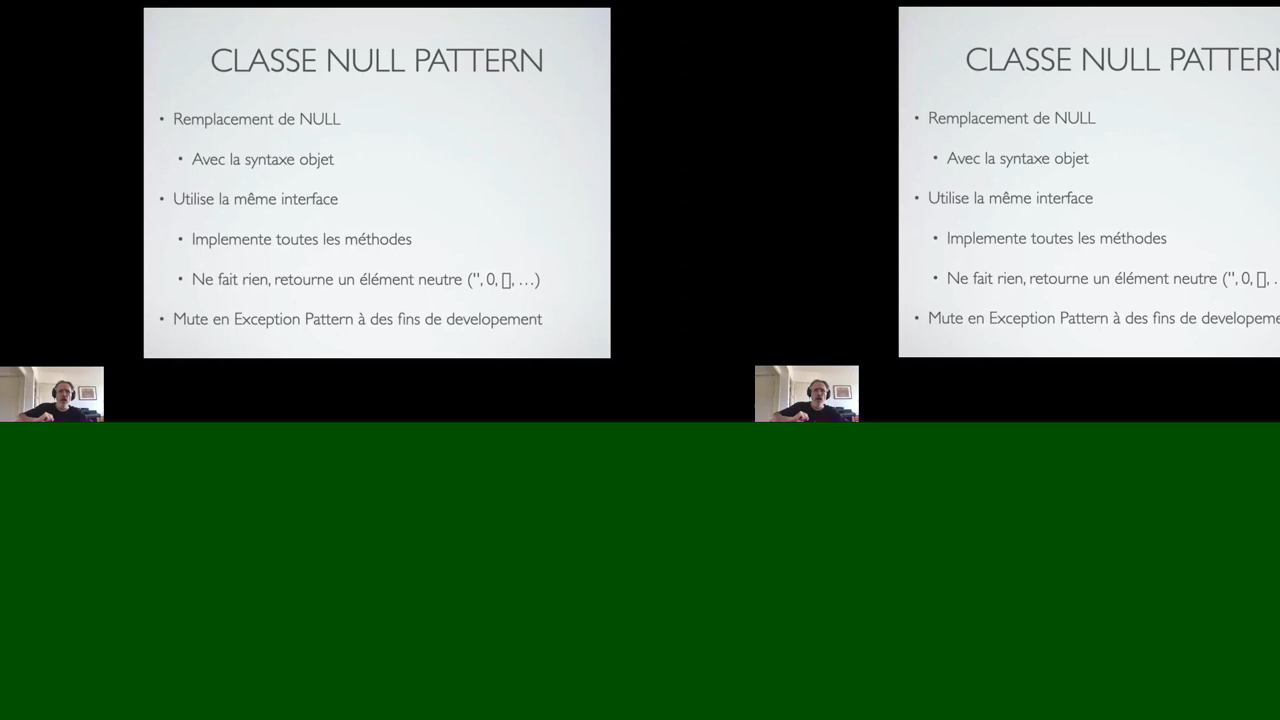 CLASSE NULL PATTERN
• Remplacement de NULL
• Avec la syntaxe objet
• Utilise la même interface
• Implemente toutes les méthodes
• Ne fait rien, retourne un élément neutre ('', 0, [], …)
• Mute en Exception Pattern à des fins de developement
CLASSE NULL PATTERN
• Remplacement de NULL
• Avec la syntaxe objet
• Utilise la même interface
• Implemente toutes les méthodes
• Ne fait rien, retourne un élément neutre ('', 0, [], .
• Mute en Exception Pattern à des fins de developeme